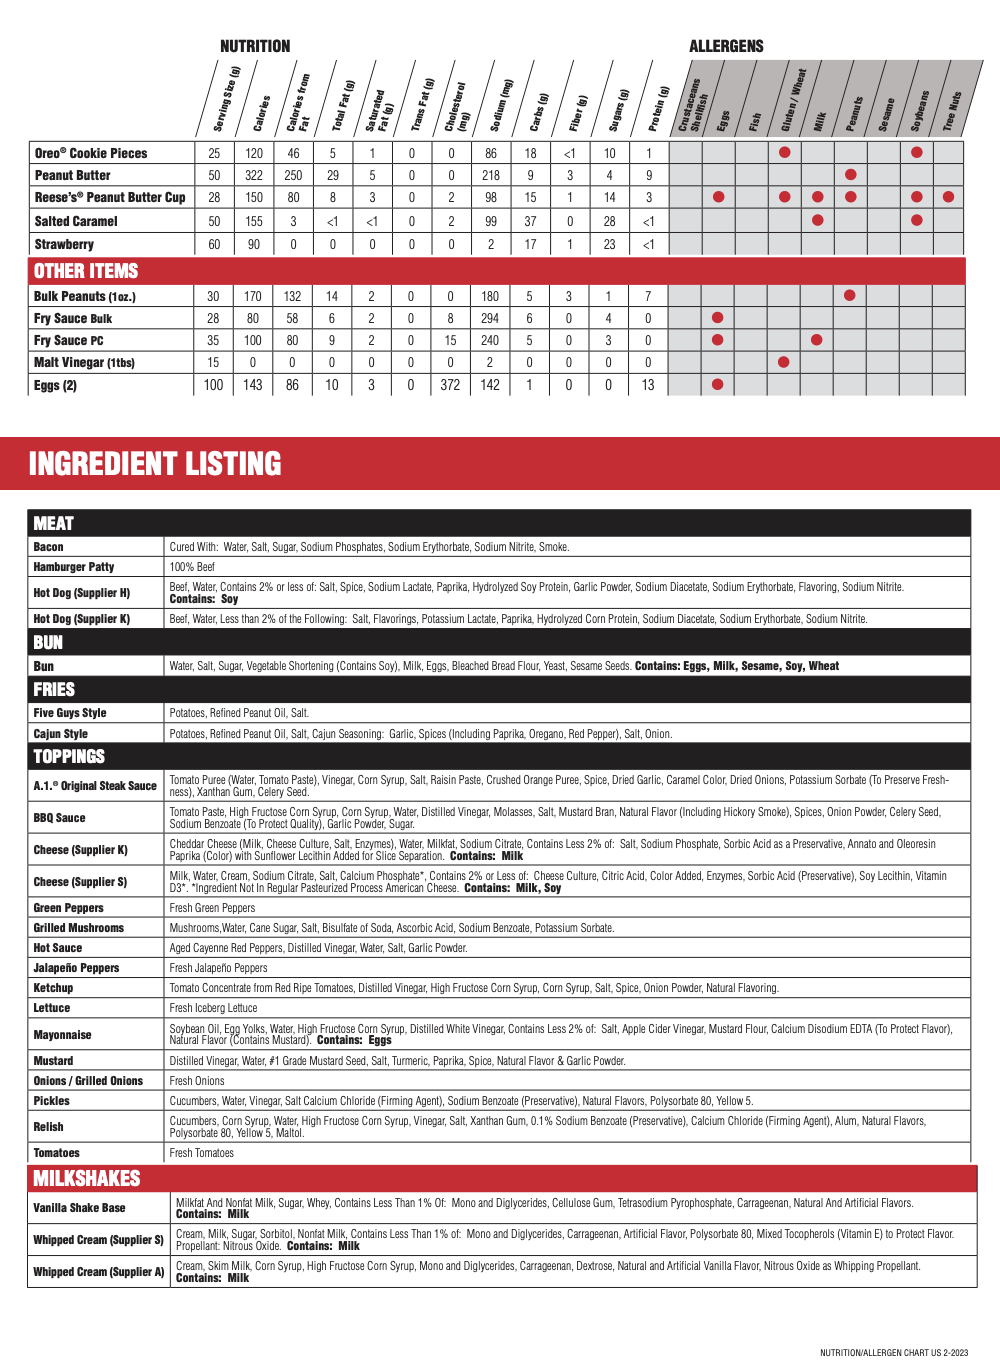 NUTRITION ALLERGENS
Serving Size (g) Calories Calories from Fat Total Fat (g) Saturated Fat (g) Trans Fat (g) Cholesterol (mg) Sodium (mg) Carbs (g) Fiber (g) Sugars (g) Protein (g) Crustaceans Shellfish Eggs Fish Gluten / Wheat Milk Peanuts Sesame Soybeans Tree Nuts
Oreo® Cookie Pieces 25 120 46 5 1 0 0 86 18 <1 10 1
Peanut Butter 50 322 250 29 5 0 0 218 9 3 4 9
Reese's® Peanut Butter Cup 28 150 80 8 3 0 2 98 15 1 14 3
Salted Caramel 50 155 3 <1 <1 0 2 99 37 0 28 <1
Strawberry 60 90 0 0 0 0 0 2 17 1 23 <1
OTHER ITEMS
Bulk Peanuts (1oz.) 30 170 132 14 2 0 0 180 5 3 1 7
Fry Sauce Bulk 28 80 58 6 2 0 8 294 6 0 4 0
Fry Sauce PC 35 100 80 9 2 0 15 240 5 0 3 0
Malt Vinegar (1tbs) 15 0 0 0 0 0 0 2 0 0 0 0
Eggs (2) 100 143 86 10 3 0 372 142 1 0 0 13
INGREDIENT LISTING
MEAT
Bacon Cured With: Water, Salt, Sugar, Sodium Phosphates, Sodium Erythorbate, Sodium Nitrite, Smoke.
Hamburger Patty 100% Beef
Hot Dog (Supplier H) Beef, Water, Contains 2% or less of: Salt, Spice, Sodium Lactate, Paprika, Hydrolyzed Soy Protein, Garlic Powder, Sodium Diacetate, Sodium Erythorbate, Flavoring, Sodium Nitrite.
Contains: Soy
Hot Dog (Supplier K) Beef, Water, Less than 2% of the Following: Salt, Flavorings, Potassium Lactate, Paprika, Hydrolyzed Corn Protein, Sodium Diacetate, Sodium Erythorbate, Sodium Nitrite.
BUN
Bun Water, Salt, Sugar, Vegetable Shortening (Contains Soy), Milk, Eggs, Bleached Bread Flour, Yeast, Sesame Seeds. Contains: Eggs, Milk, Sesame, Soy, Wheat
FRIES
Five Guys Style Potatoes, Refined Peanut Oil, Salt.
Cajun Style Potatoes, Refined Peanut Oil, Salt, Cajun Seasoning: Garlic, Spices (Including Paprika, Oregano, Red Pepper), Salt, Onion.
TOPPINGS
A.1.® Original Steak Sauce Tomato Puree (Water, Tomato Paste), Vinegar, Corn Syrup, Salt, Raisin Paste, Crushed Orange Puree, Spice, Dried Garlic, Caramel Color, Dried Onions, Potassium Sorbate (To Preserve Fresh-
ness), Xanthan Gum, Celery Seed.
BBQ Sauce Tomato Paste, High Fructose Corn Syrup, Corn Syrup, Water, Distilled Vinegar, Molasses, Salt, Mustard Bran, Natural Flavor (Including Hickory Smoke), Spices, Onion Powder, Celery Seed,
Sodium Benzoate (To Protect Quality), Garlic Powder, Sugar.
Cheese (Supplier K) Cheddar Cheese (Milk, Cheese Culture, Salt, Enzymes), Water, Milkfat, Sodium Citrate, Contains Less 2% of: Salt, Sodium Phosphate, Sorbic Acid as a Preservative, Annato and Oleoresin
Paprika (Color) with Sunflower Lecithin Added for Slice Separation. Contains: Milk
Cheese (Supplier S) Milk, Water, Cream, Sodium Citrate, Salt, Calcium Phosphate*, Contains 2% or Less of: Cheese Culture, Citric Acid, Color Added, Enzymes, Sorbic Acid (Preservative), Soy Lecithin, Vitamin
D3*. *Ingredient Not In Regular Pasteurized Process American Cheese. Contains: Milk, Soy
Green Peppers Fresh Green Peppers
Grilled Mushrooms Mushrooms,Water, Cane Sugar, Salt, Bisulfate of Soda, Ascorbic Acid, Sodium Benzoate, Potassium Sorbate.
Hot Sauce Aged Cayenne Red Peppers, Distilled Vinegar, Water, Salt, Garlic Powder.
Jalapeño Peppers Fresh Jalapeño Peppers
Ketchup Tomato Concentrate from Red Ripe Tomatoes, Distilled Vinegar, High Fructose Corn Syrup, Corn Syrup, Salt, Spice, Onion Powder, Natural Flavoring.
Lettuce Fresh Iceberg Lettuce
Mayonnaise Soybean Oil, Egg Yolks, Water, High Fructose Corn Syrup, Distilled White Vinegar, Contains Less 2% of: Salt, Apple Cider Vinegar, Mustard Flour, Calcium Disodium EDTA (To Protect Flavor),
Natural Flavor (Contains Mustard). Contains: Eggs
Mustard Distilled Vinegar, Water, #1 Grade Mustard Seed, Salt, Turmeric, Paprika, Spice, Natural Flavor & Garlic Powder.
Onions / Grilled Onions Fresh Onions
Pickles Cucumbers, Water, Vinegar, Salt Calcium Chloride (Firming Agent), Sodium Benzoate (Preservative), Natural Flavors, Polysorbate 80, Yellow 5.
Relish Cucumbers, Corn Syrup, Water, High Fructose Corn Syrup, Vinegar, Salt, Xanthan Gum, 0.1% Sodium Benzoate (Preservative), Calcium Chloride (Firming Agent), Alum, Natural Flavors,
Polysorbate 80, Yellow 5, Maltol.
Tomatoes Fresh Tomatoes
MILKSHAKES
Vanilla Shake Base Milkfat And Nonfat Milk, Sugar, Whey, Contains Less Than 1% Of: Mono and Diglycerides, Cellulose Gum, Tetrasodium Pyrophosphate, Carrageenan, Natural And Artificial Flavors.
Contains: Milk
Whipped Cream (Supplier S) Cream, Milk, Sugar, Sorbitol, Nonfat Milk, Contains Less Than 1% of: Mono and Diglycerides, Carrageenan, Artificial Flavor, Polysorbate 80, Mixed Tocopherols (Vitamin E) to Protect Flavor.
Propellant: Nitrous Oxide. Contains: Milk
Whipped Cream (Supplier A) Cream, Skim Milk, Corn Syrup, High Fructose Corn Syrup, Mono and Diglycerides, Carrageenan, Dextrose, Natural and Artificial Vanilla Flavor, Nitrous Oxide as Whipping Propellant.
Contains: Milk
NUTRITION/ALLERGEN CHART US 2-2023